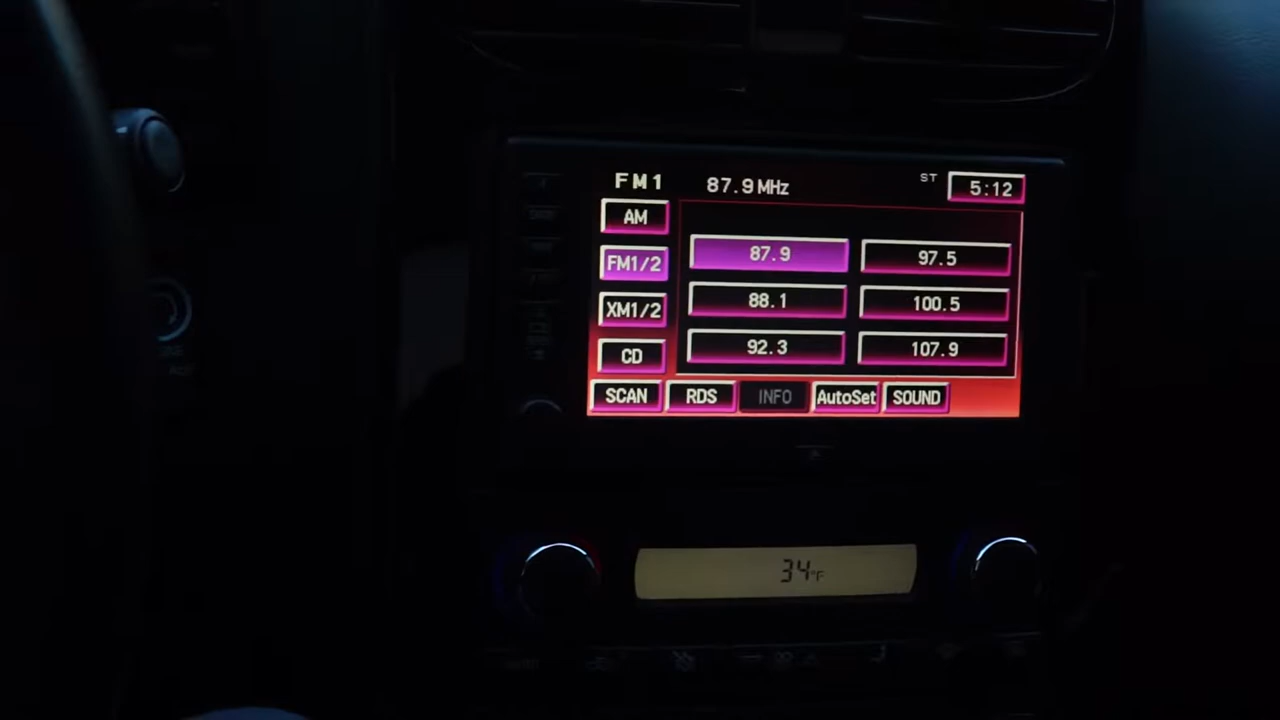 FM1 87.9 MHz ST 5:12
AM
FM1/2 87.9 97.5
XM1/2 88.1 100.5
CD 92.3 107.9
SCAN RDS INFO AutoSet SOUND
34°F